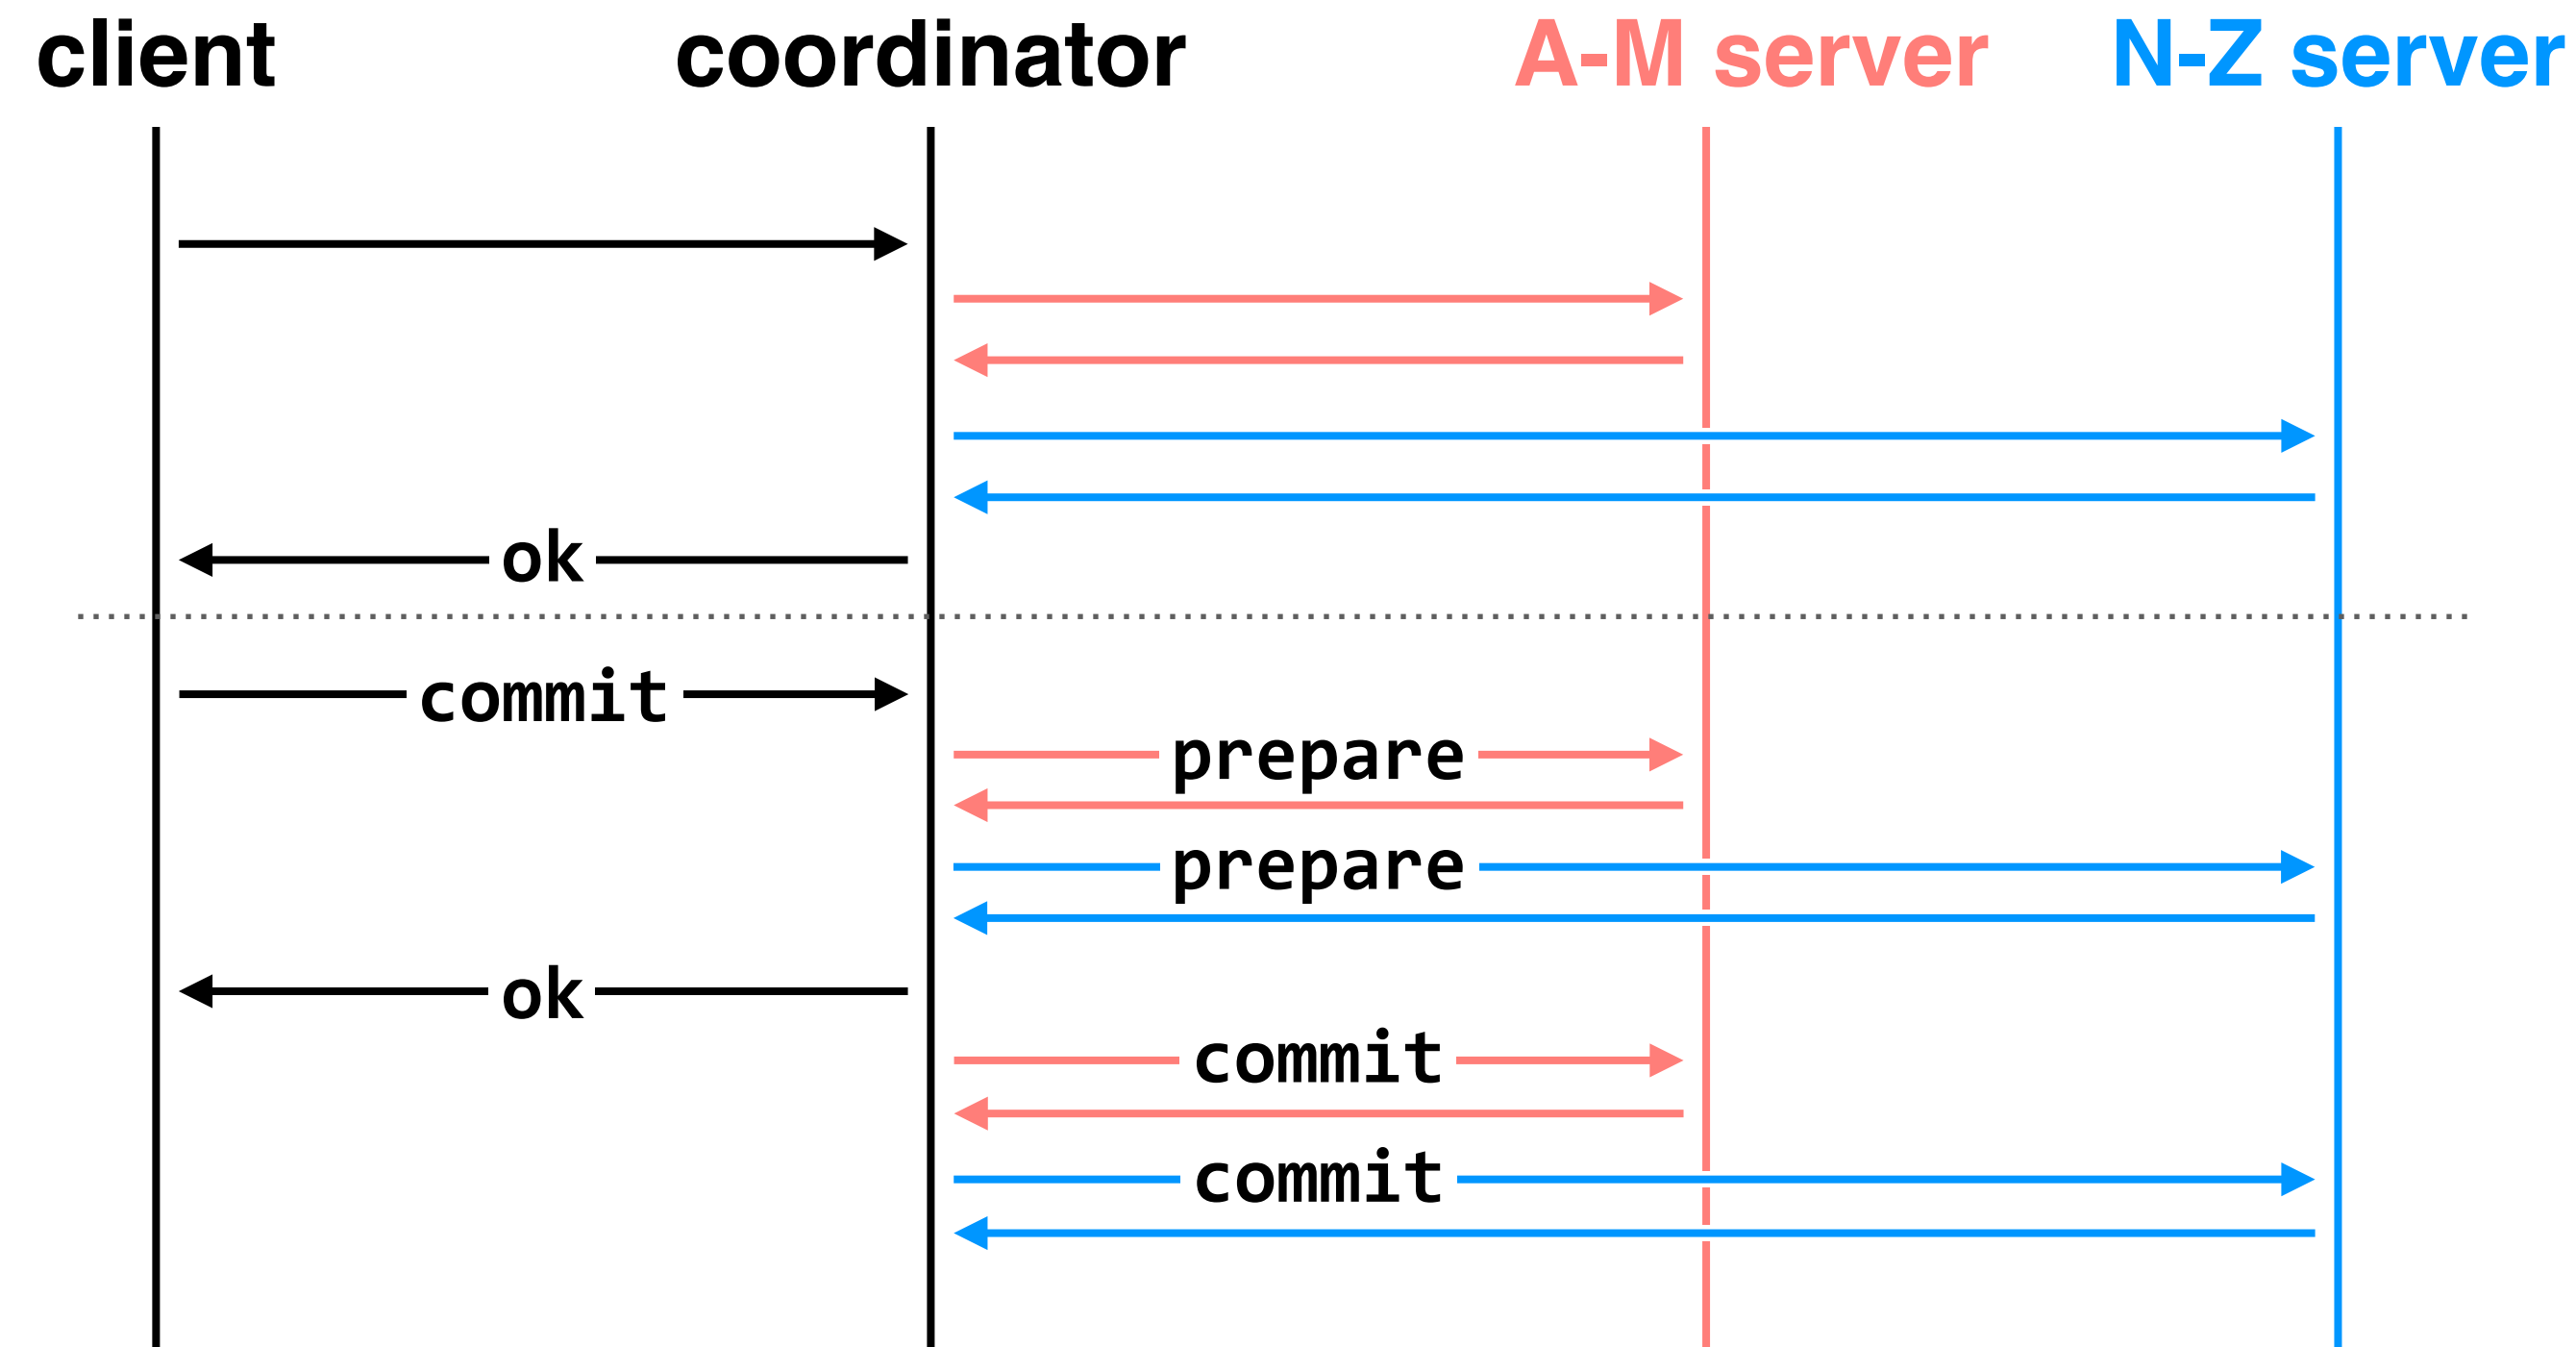 client coordinator A-M server N-Z server
ok
commit
prepare
prepare
ok
commit
commit